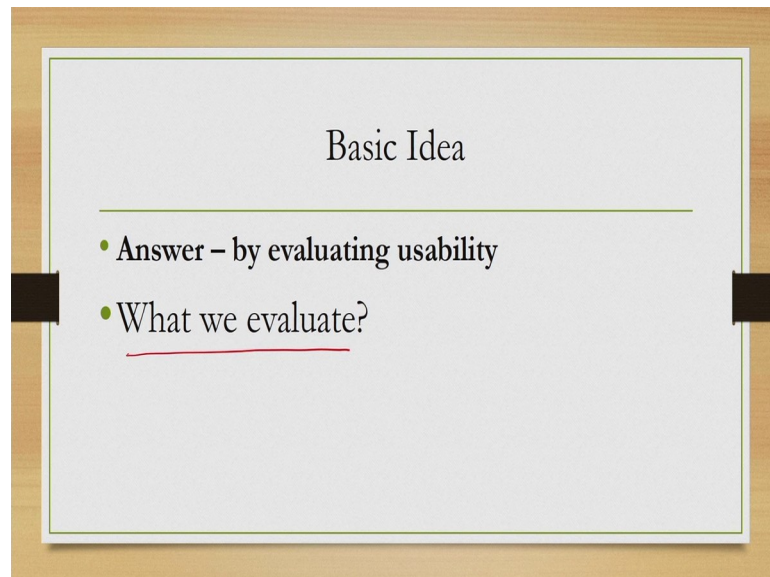 Basic Idea
• Answer – by evaluating usability
• What we evaluate?